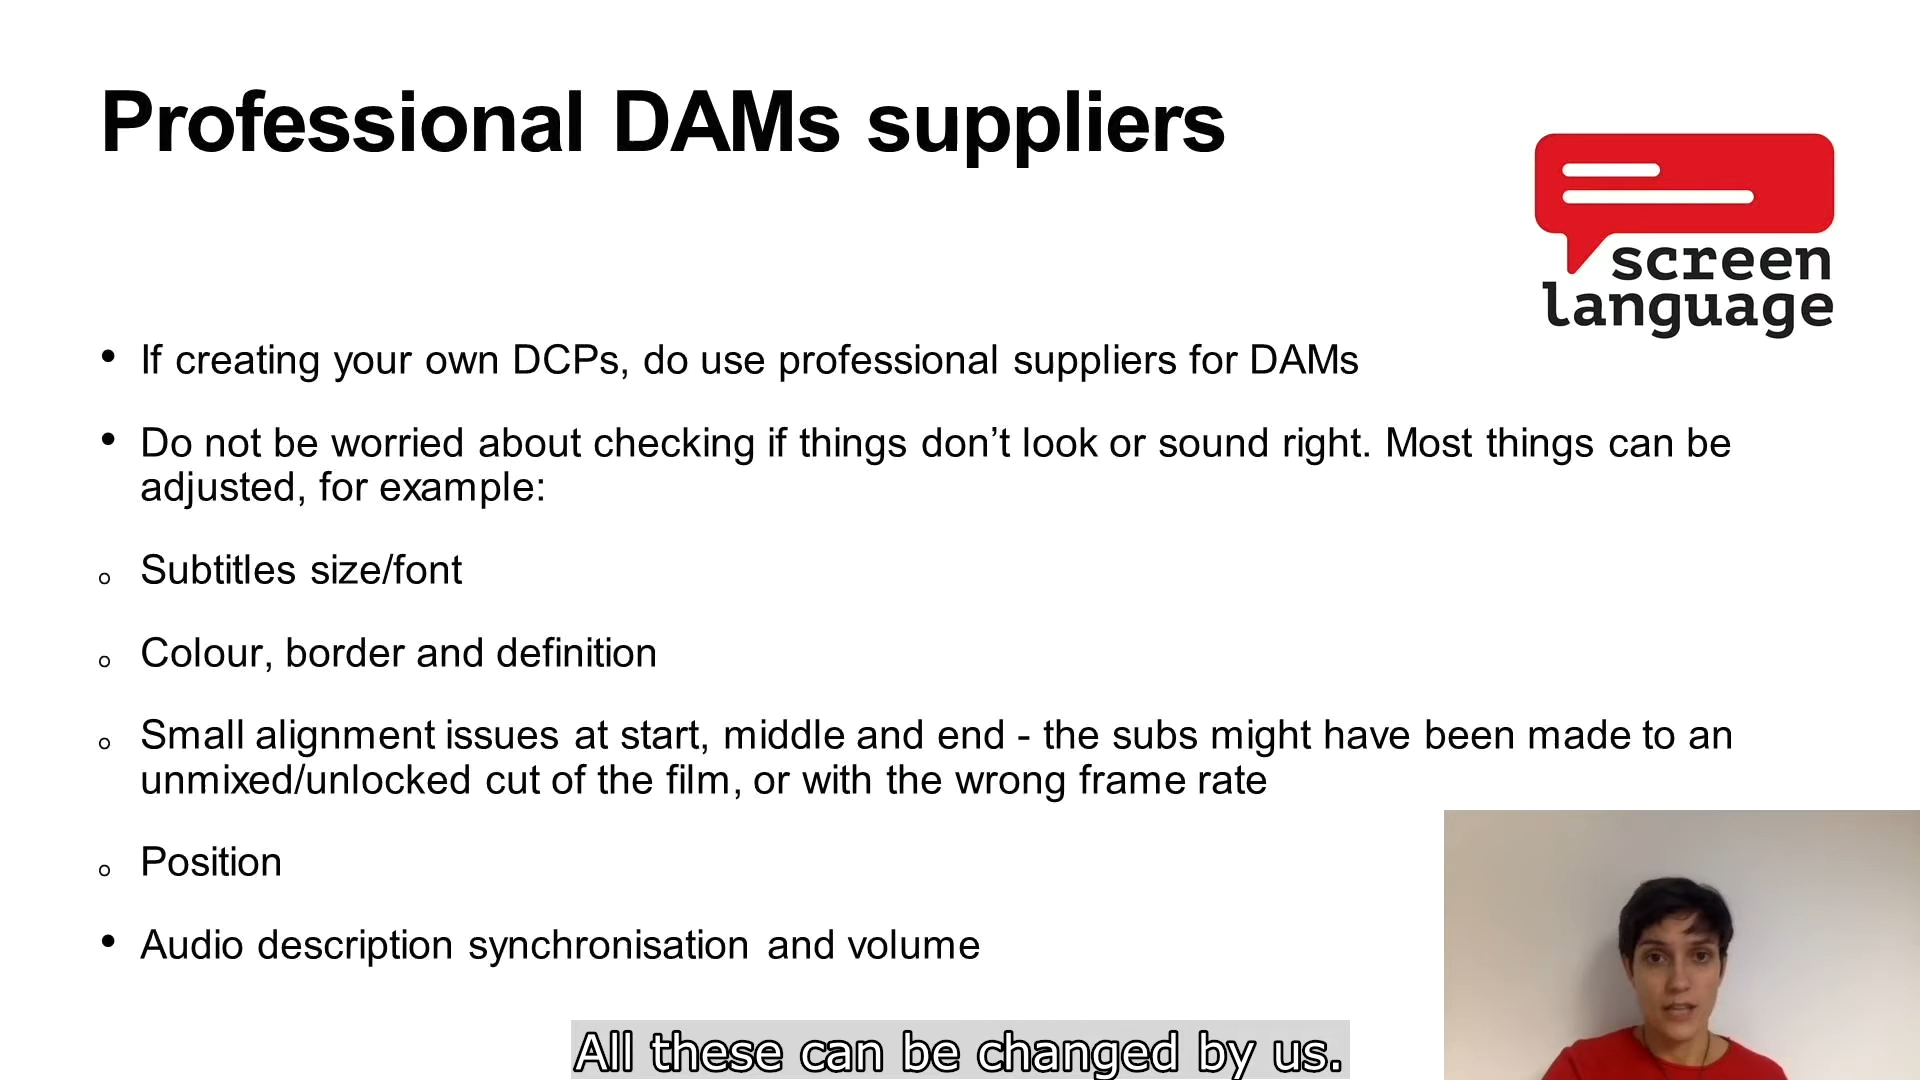 Professional DAMs suppliers
screen
language
• If creating your own DCPs, do use professional suppliers for DAMs
• Do not be worried about checking if things don’t look or sound right. Most things can be
adjusted, for example:
o Subtitles size/font
o Colour, border and definition
o Small alignment issues at start, middle and end - the subs might have been made to an
unmixed/unlocked cut of the film, or with the wrong frame rate
o Position
• Audio description synchronisation and volume
All these can be changed by us.